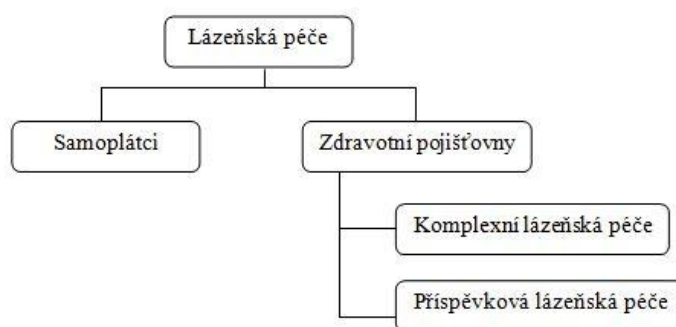 Lázeňská péče
Samoplátci
Zdravotní pojišťovny
Komplexní lázeňská péče
Příspěvková lázeňská péče